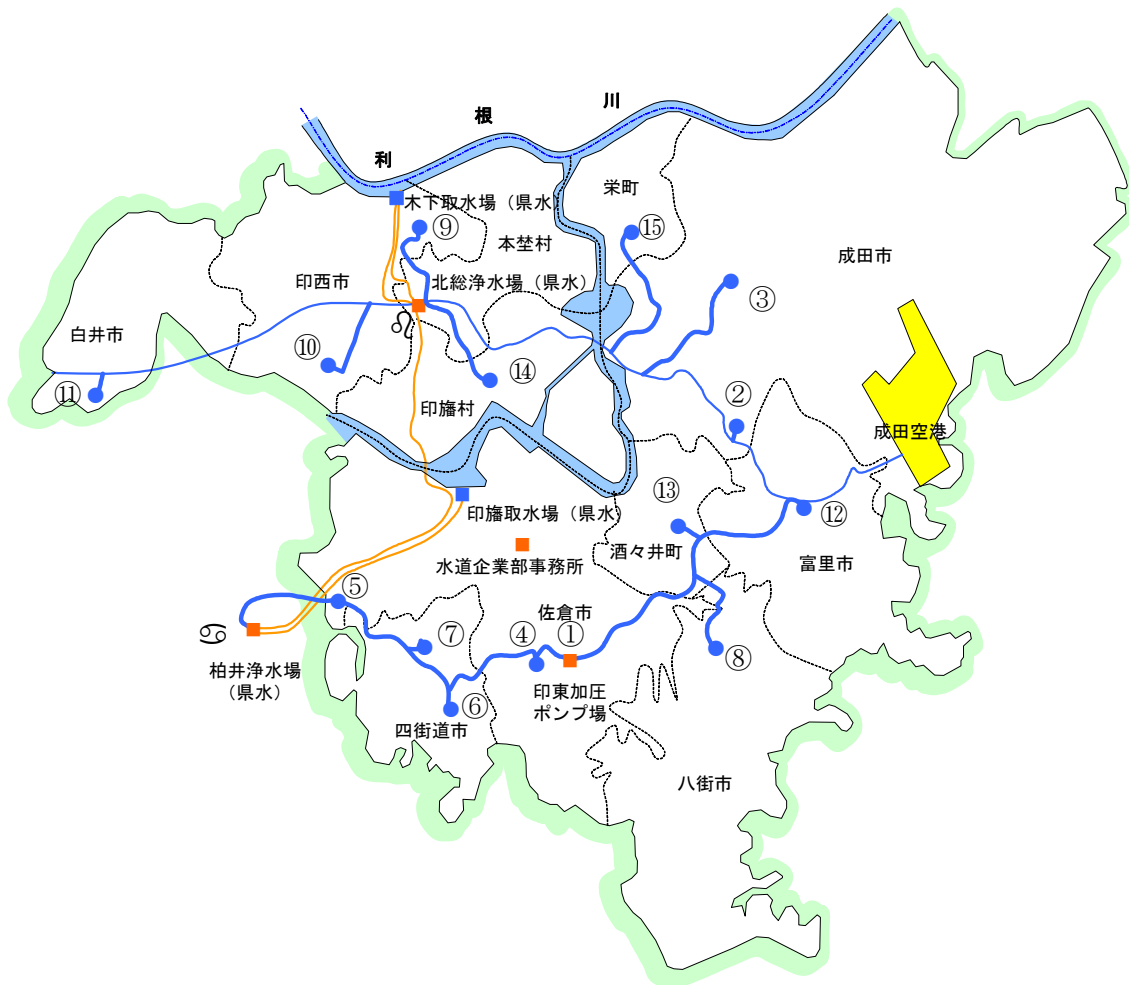 利 根 川
栄町
木下取水場（県水）
⑨
⑮
本埜村
成田市
印西市
北総浄水場（県水）
③
♌
白井市
⑩
⑭
⑪
印旛村
②
成田空港
⑬
印旛取水場（県水）
⑫
酒々井町
水道企業部事務所
富里市
⑤
佐倉市
♋
⑦
④
①
⑧
柏井浄水場
（県水）
印東加圧
ポンプ場
⑥
四街道市
八街市